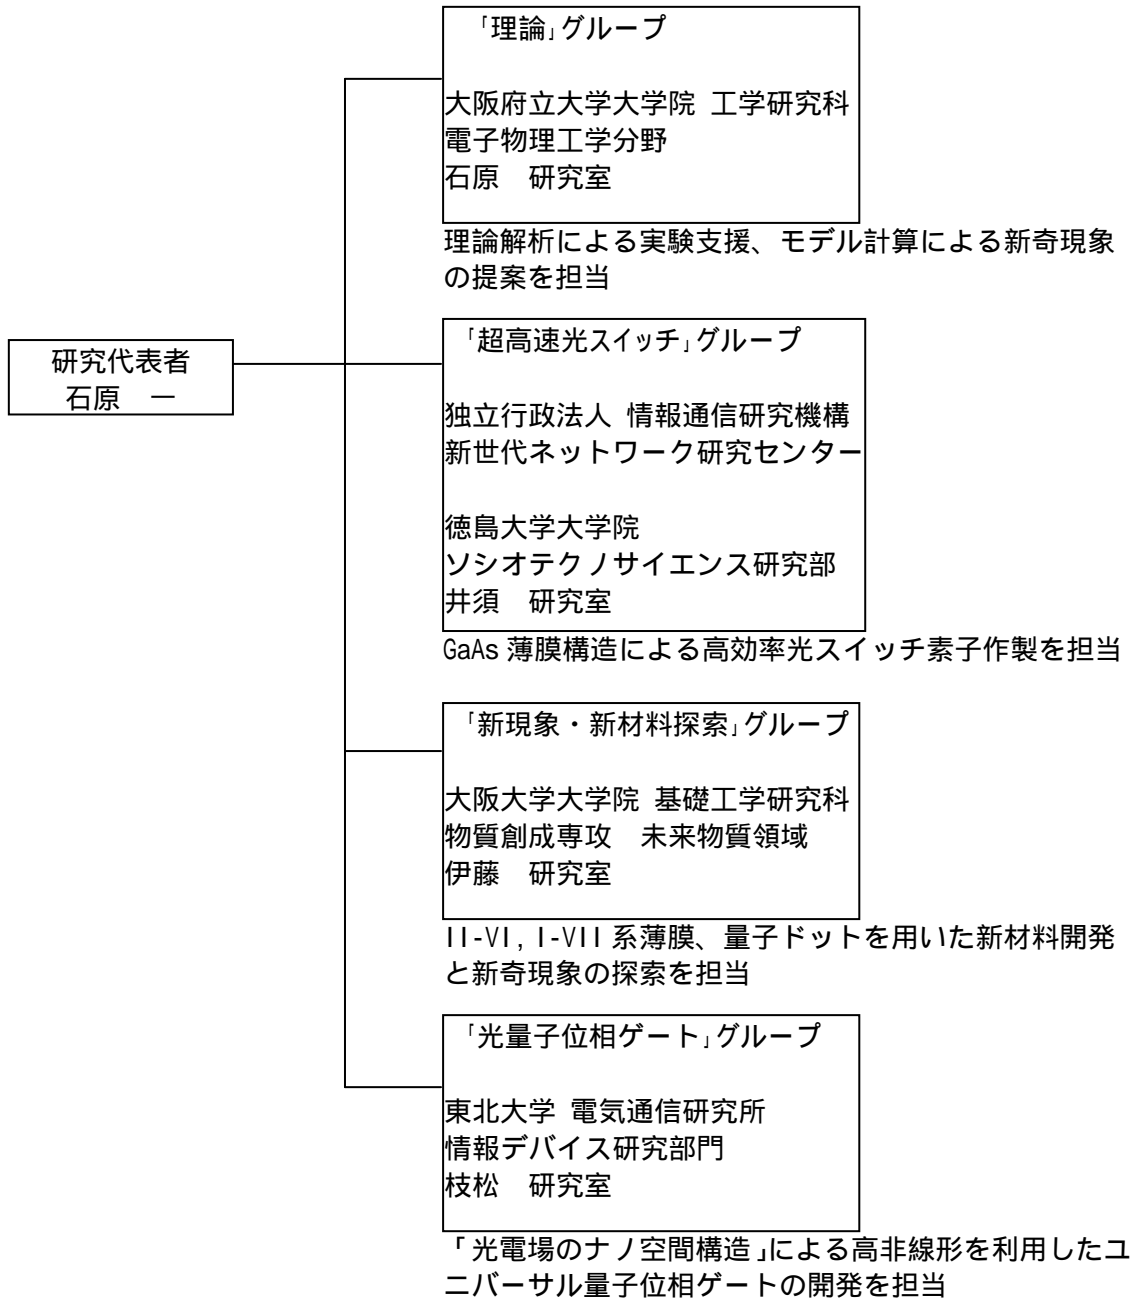 「理論」グループ
大阪府立大学大学院 工学研究科
電子物理工学分野
石原　研究室
理論解析による実験支援、モデル計算による新奇現象
の提案を担当
研究代表者
石原　一
「超高速光スイッチ」グループ
独立行政法人 情報通信研究機構
新世代ネットワーク研究センター
徳島大学大学院
ソシオテクノサイエンス研究部
井須　研究室
GaAs 薄膜構造による高効率光スイッチ素子作製を担当
「新現象・新材料探索」グループ
大阪大学大学院 基礎工学研究科
物質創成専攻　未来物質領域
伊藤　研究室
II-VI, I-VII 系薄膜、量子ドットを用いた新材料開発
と新奇現象の探索を担当
「光量子位相ゲート」グループ
東北大学 電気通信研究所
情報デバイス研究部門
枝松　研究室
「光電場のナノ空間構造」による高非線形を利用したユ
ニバーサル量子位相ゲートの開発を担当